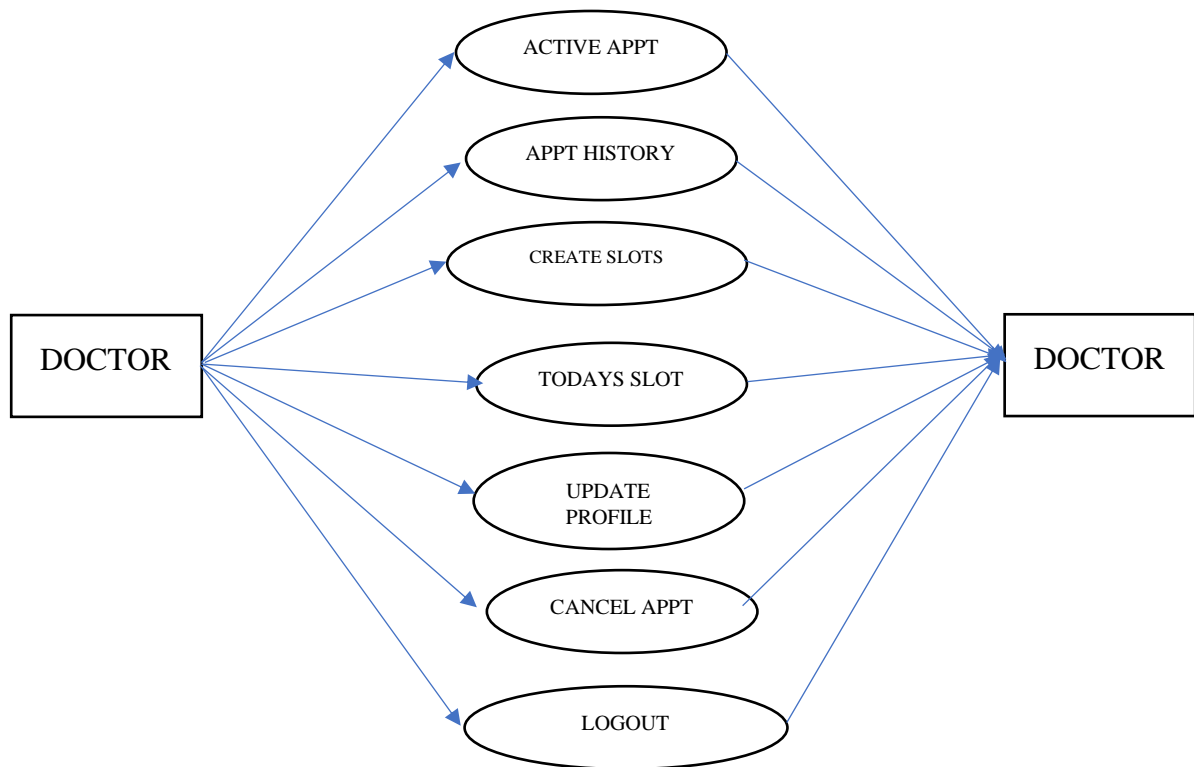 ACTIVE APPT
APPT HISTORY
CREATE SLOTS
DOCTOR
DOCTOR
TODAYS SLOT
UPDATE
PROFILE
CANCEL APPT
LOGOUT